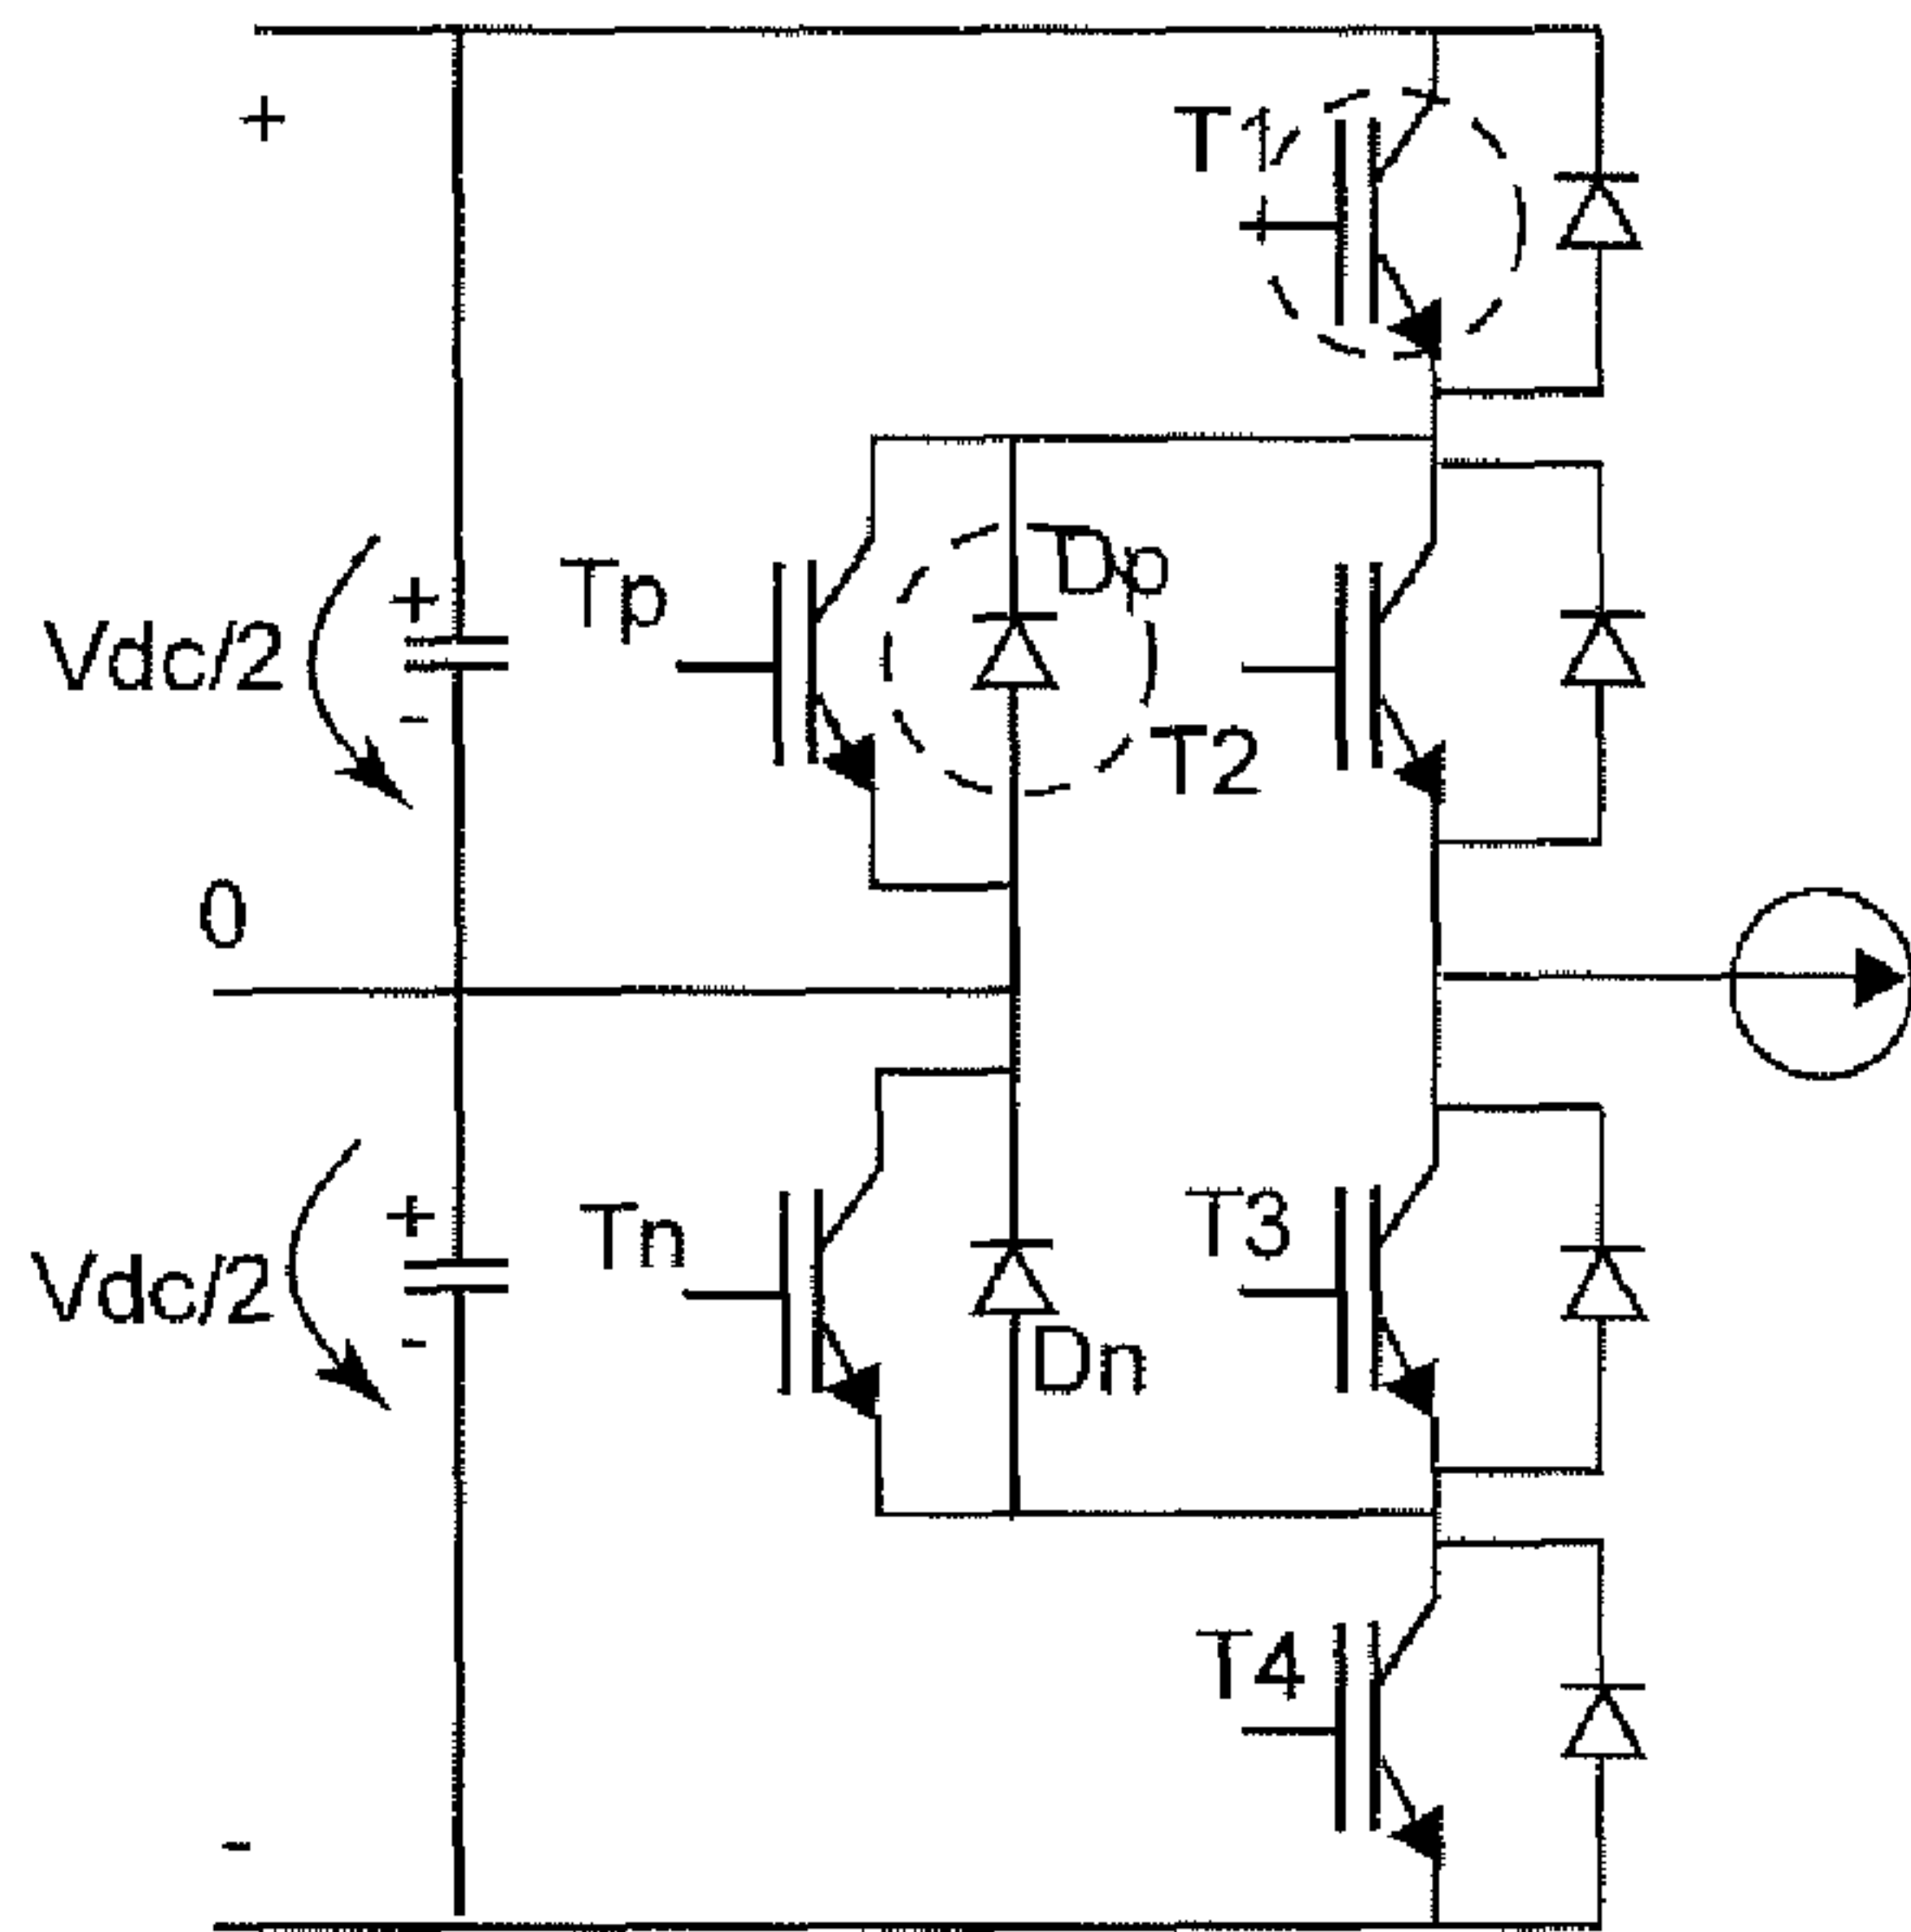 +
T1
Tp
Dp
+
Vdc/2
-
T2
0
+
Tn
T3
Vdc/2
-
Dn
T4
-